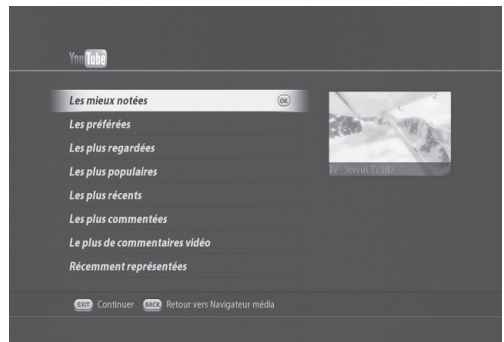 YouTube
Les mieux notées OK
Les préférées
Les plus regardées
Les plus populaires
TV Servus TV HD
Les plus récents
Les plus commentées
Le plus de commentaires vidéo
Récemment représentées
EXIT Continuer BACK Retour vers Navigateur média